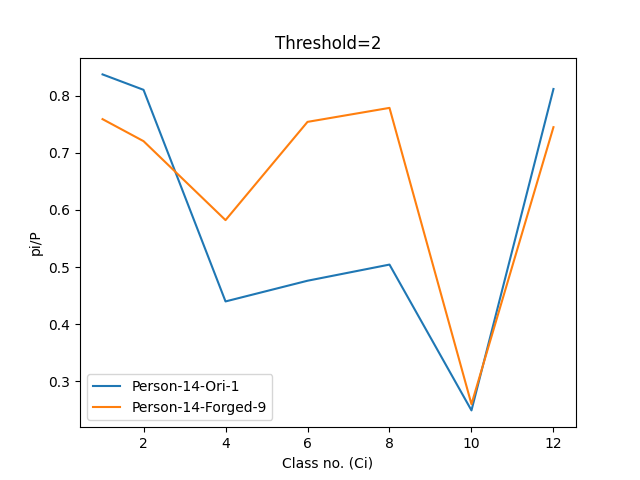 Threshold=2
pi/P
0.8
0.7
0.6
0.5
0.4
0.3
Person-14-Ori-1
Person-14-Forged-9
2 4 6 8 10 12
Class no. (Ci)